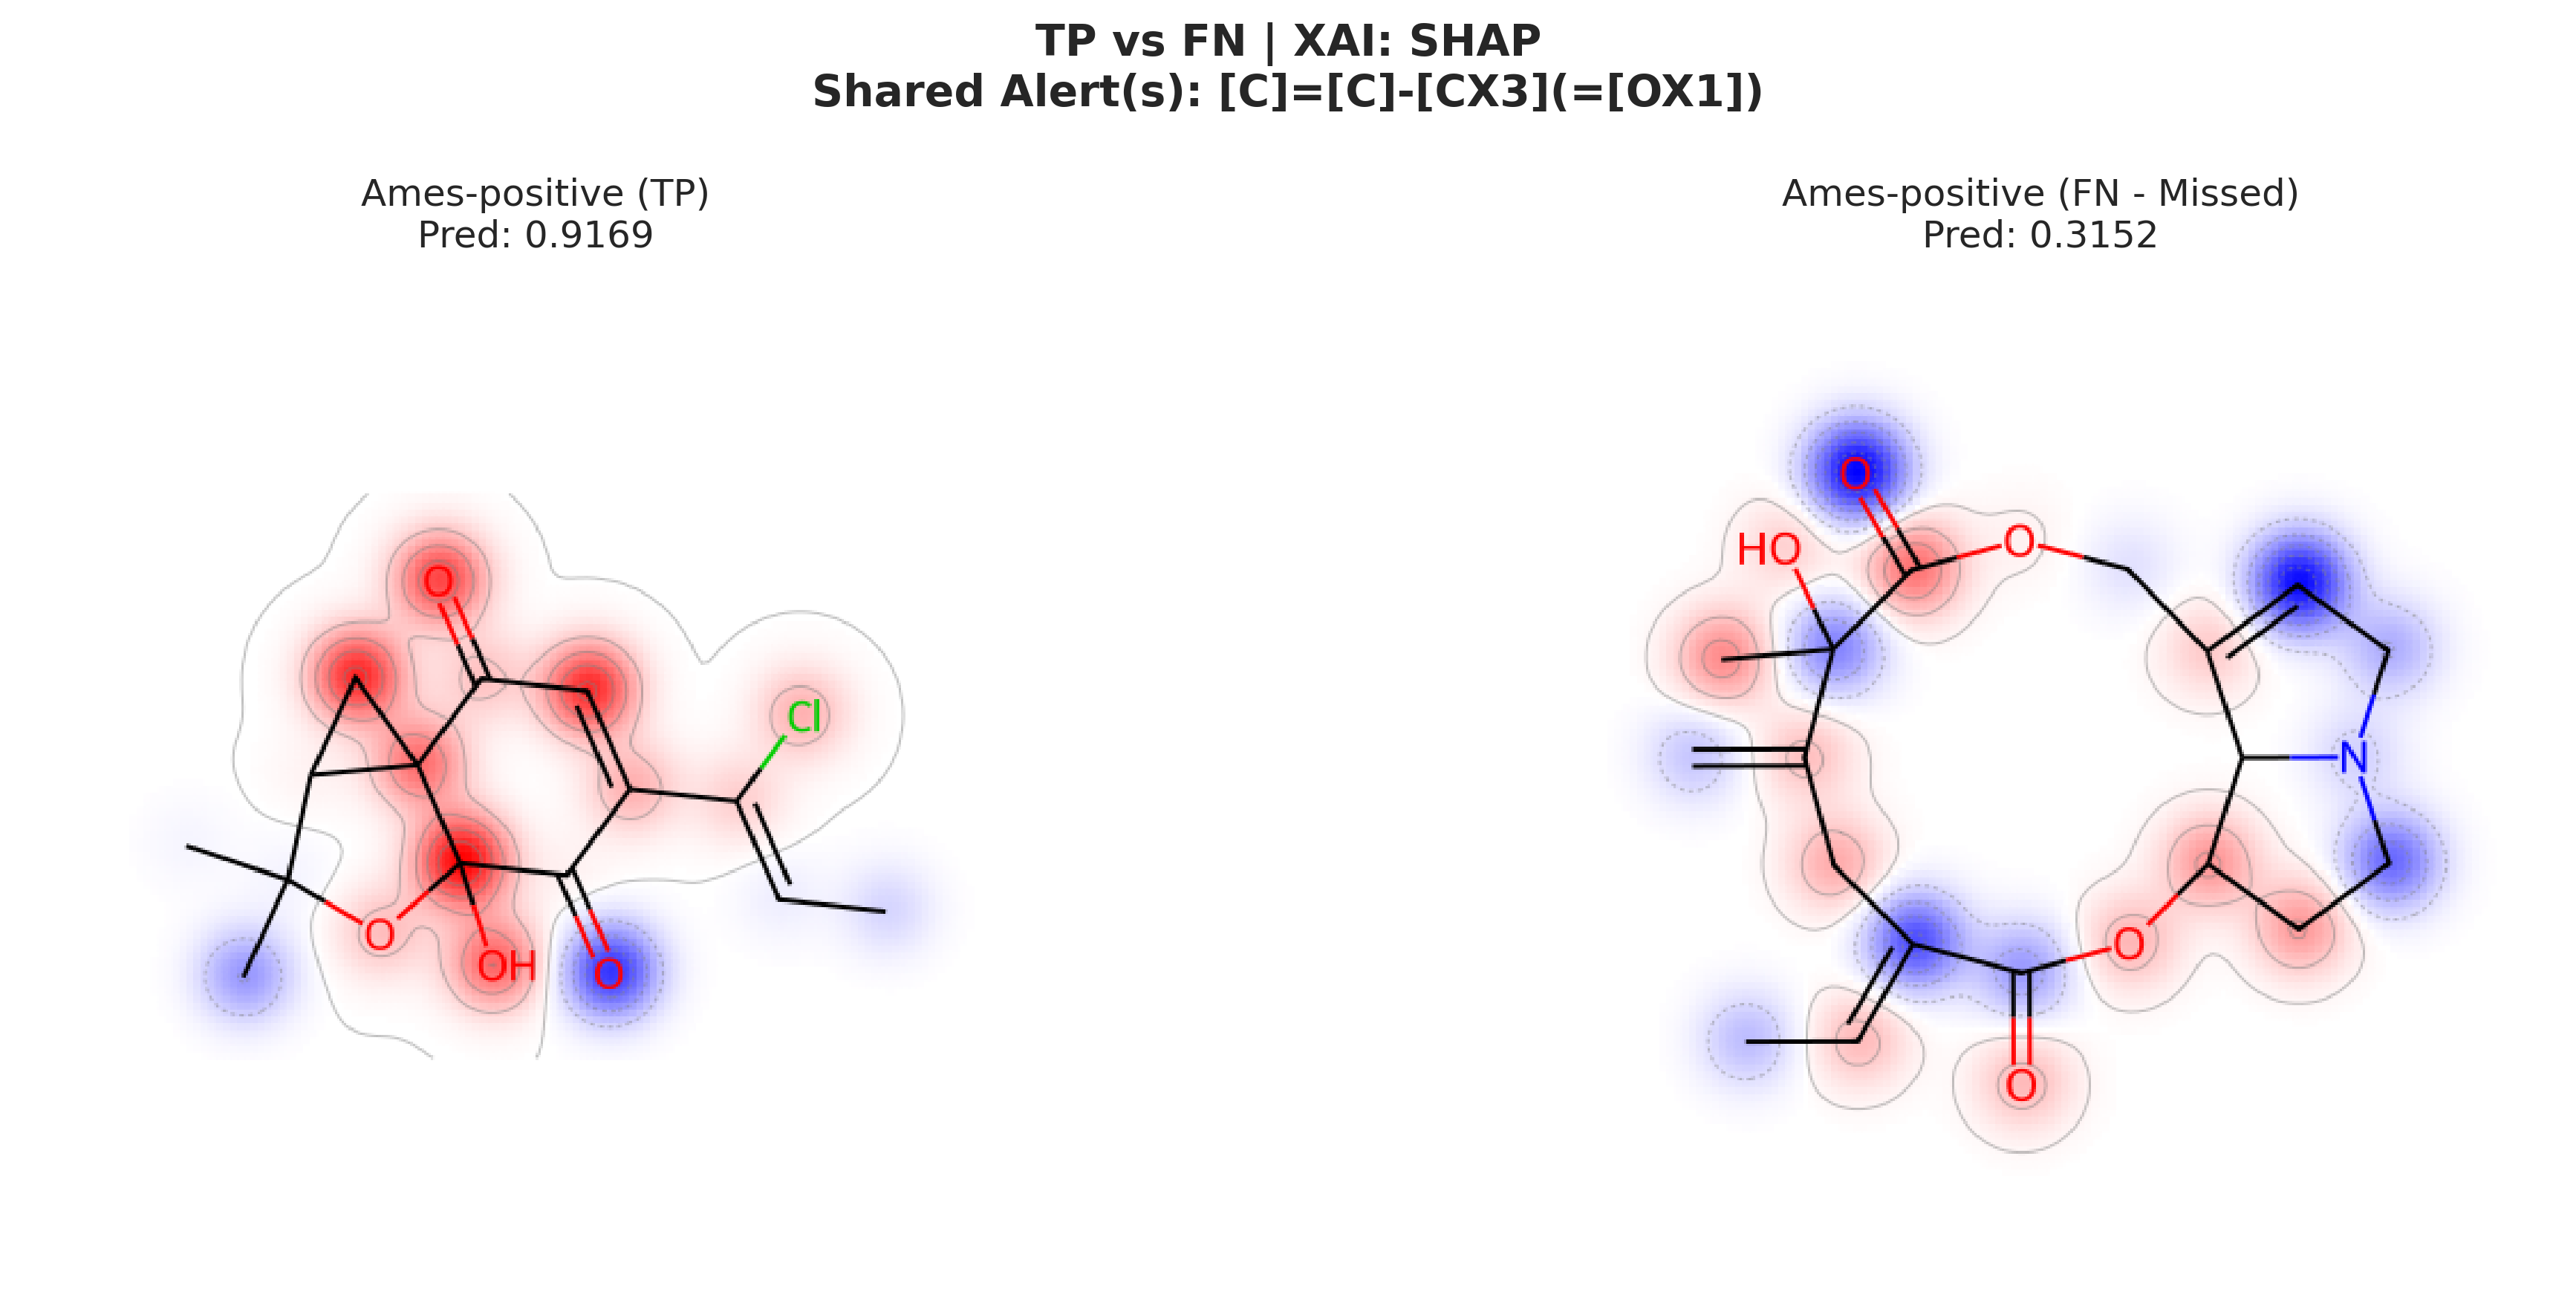 TP vs FN | XAI: SHAP
Shared Alert(s): [C]=[C]-[CX3](=[OX1])
Ames-positive (TP)
Pred: 0.9169
Ames-positive (FN - Missed)
Pred: 0.3152
O
Cl
O
OH
O
O
HO
O
N
O
O